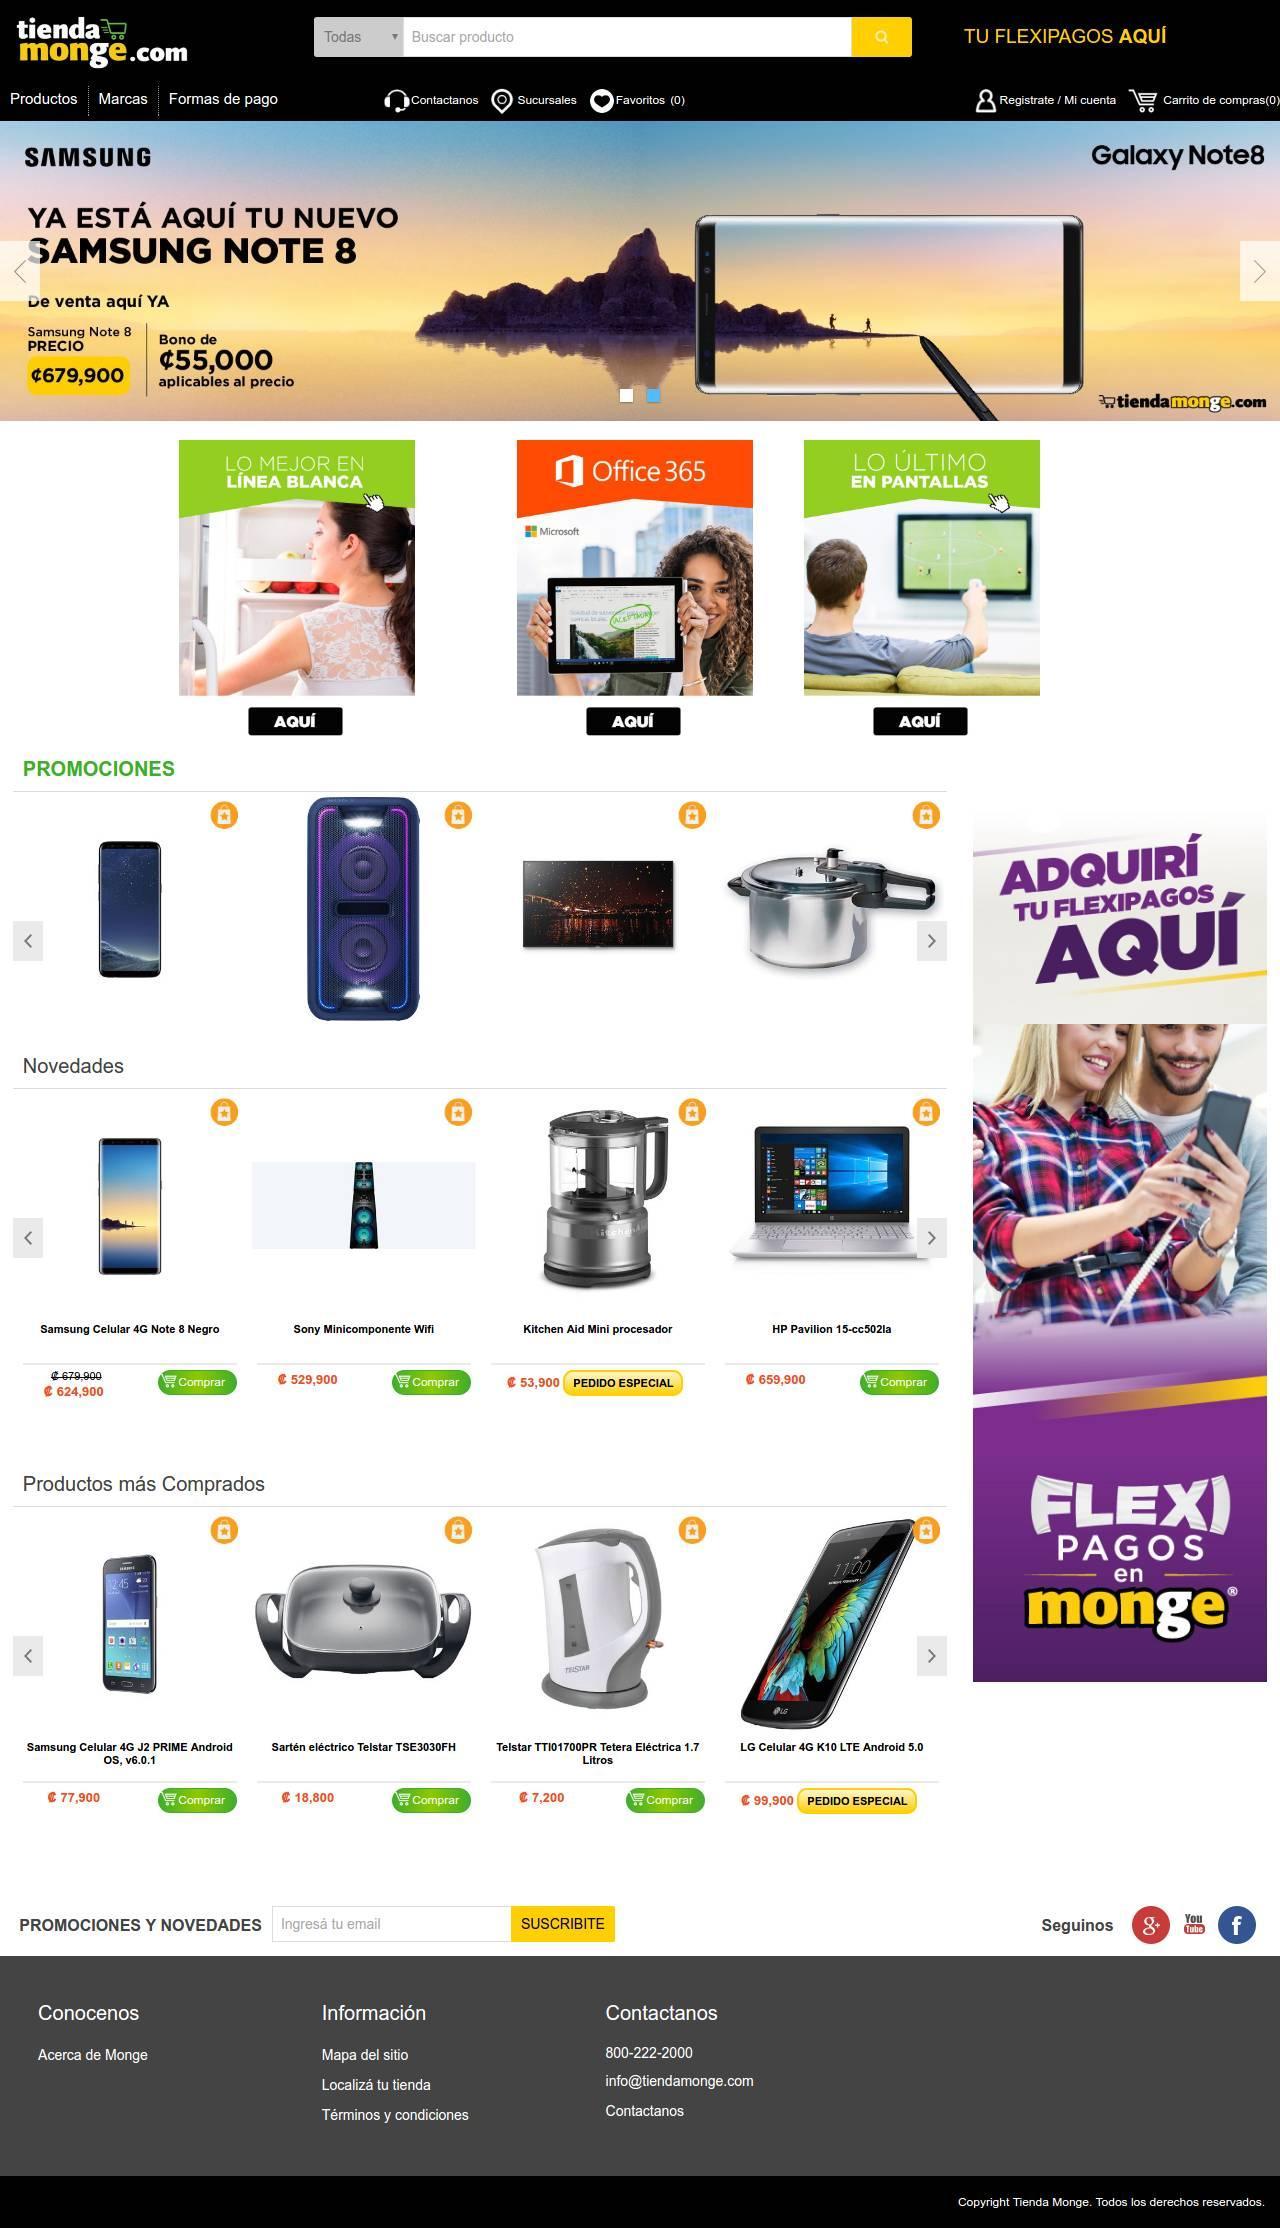 tienda
monge.com
Todas
Buscar producto
TU FLEXIPAGOS AQUÍ
Productos
Marcas
Formas de pago
Contactanos
Sucursales
Favoritos (0)
Registrate / Mi cuenta
Carrito de compras(0)
SAMSUNG
Galaxy Note8
YA ESTÁ AQUÍ TU NUEVO
SAMSUNG NOTE 8
De venta aquí YA
Samsung Note 8
PRECIO
¢679,900
Bono de
¢55,000
aplicables al precio
tiendamonge.com
LO MEJOR EN
LÍNEA BLANCA
Office 365
Microsoft
LO ÚLTIMO
EN PANTALLAS
AQUÍ
AQUÍ
AQUÍ
PROMOCIONES
ADQUIRÍ
TU FLEXIPAGOS
AQUÍ
Novedades
Samsung Celular 4G Note 8 Negro
Sony Minicomponente Wifi
Kitchen Aid Mini procesador
HP Pavilion 15-cc502la
₡ 679,900
₡ 624,900
Comprar
₡ 529,900
Comprar
₡ 53,900
PEDIDO ESPECIAL
₡ 659,900
Comprar
FLEXI
PAGOS
en
monge®
Productos más Comprados
SAMSUNG
12:45
TELSTAR
11:00
LG
Samsung Celular 4G J2 PRIME Android
OS, v6.0.1
Sartén eléctrico Telstar TSE3030FH
Telstar TTI01700PR Tetera Eléctrica 1.7
Litros
LG Celular 4G K10 LTE Android 5.0
₡ 77,900
Comprar
₡ 18,800
Comprar
₡ 7,200
Comprar
₡ 99,900
PEDIDO ESPECIAL
PROMOCIONES Y NOVEDADES
Ingresá tu email
SUSCRIBITE
Seguinos
g+
You
Tube
f
Conocenos
Acerca de Monge
Información
Mapa del sitio
Localizá tu tienda
Términos y condiciones
Contactanos
800-222-2000
info@tiendamonge.com
Contactanos
Copyright Tienda Monge. Todos los derechos reservados.